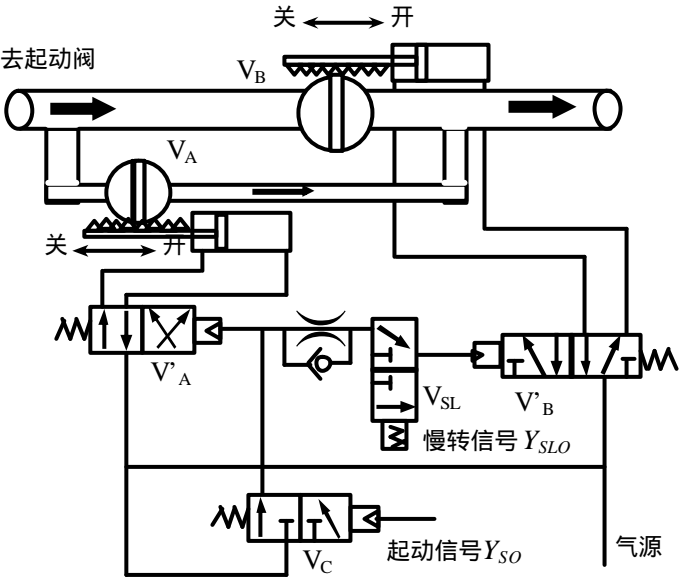 关 开
去起动阀
V_B
V_A
关 开
V'_A
V_SL
V'_B
慢转信号 Y_SLO
气源
起动信号Y_SO
V_C